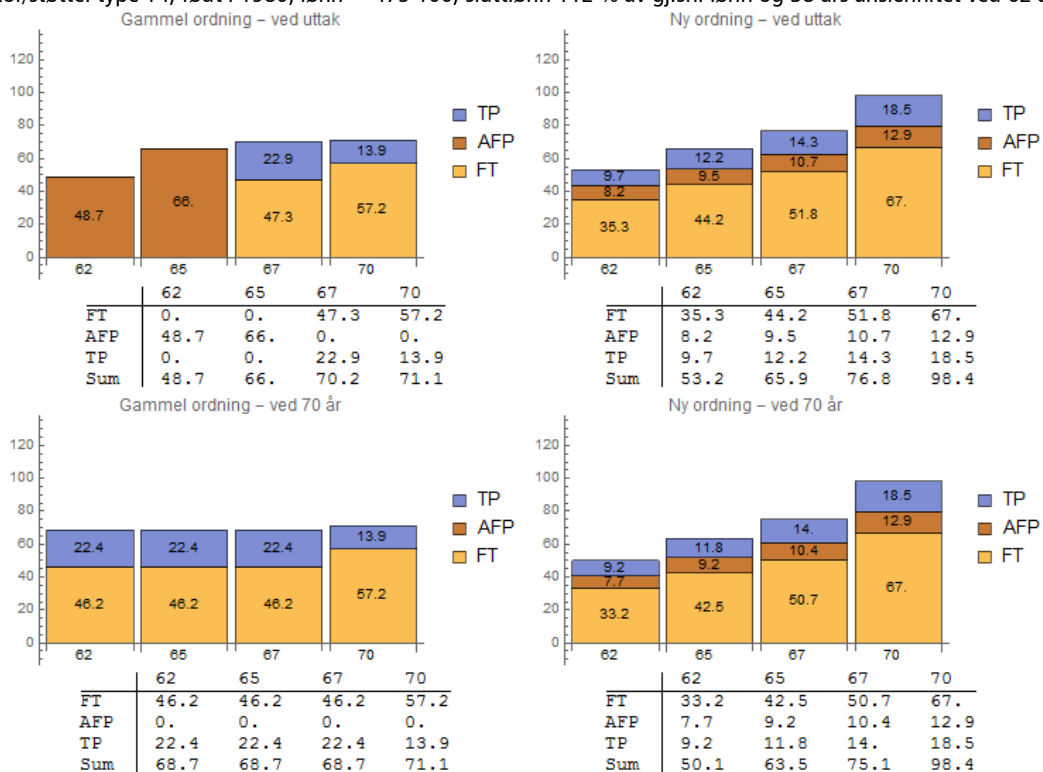 Gammel ordning – ved uttak
120
100
80
60
40
20
0
48.7
66.
22.9
47.3
13.9
57.2
62 65 67 70
TP
AFP
FT
62 65 67 70
FT 0. 0. 47.3 57.2
AFP 48.7 66. 0. 0.
TP 0. 0. 22.9 13.9
Sum 48.7 66. 70.2 71.1
Ny ordning – ved uttak
120
100
80
60
40
20
0
9.7
8.2
35.3
12.2
9.5
44.2
14.3
10.7
51.8
18.5
12.9
67.
62 65 67 70
TP
AFP
FT
62 65 67 70
FT 35.3 44.2 51.8 67.
AFP 8.2 9.5 10.7 12.9
TP 9.7 12.2 14.3 18.5
Sum 53.2 65.9 76.8 98.4
Gammel ordning – ved 70 år
120
100
80
60
40
20
0
22.4
46.2
22.4
46.2
22.4
46.2
13.9
57.2
62 65 67 70
TP
AFP
FT
62 65 67 70
FT 46.2 46.2 46.2 57.2
AFP 0. 0. 0. 0.
TP 22.4 22.4 22.4 13.9
Sum 68.7 68.7 68.7 71.1
Ny ordning – ved 70 år
120
100
80
60
40
20
0
9.2
7.7
33.2
11.8
9.2
42.5
14.
10.4
50.7
18.5
12.9
67.
62 65 67 70
TP
AFP
FT
62 65 67 70
FT 33.2 42.5 50.7 67.
AFP 7.7 9.2 10.4 12.9
TP 9.2 11.8 14. 18.5
Sum 50.1 63.5 75.1 98.4